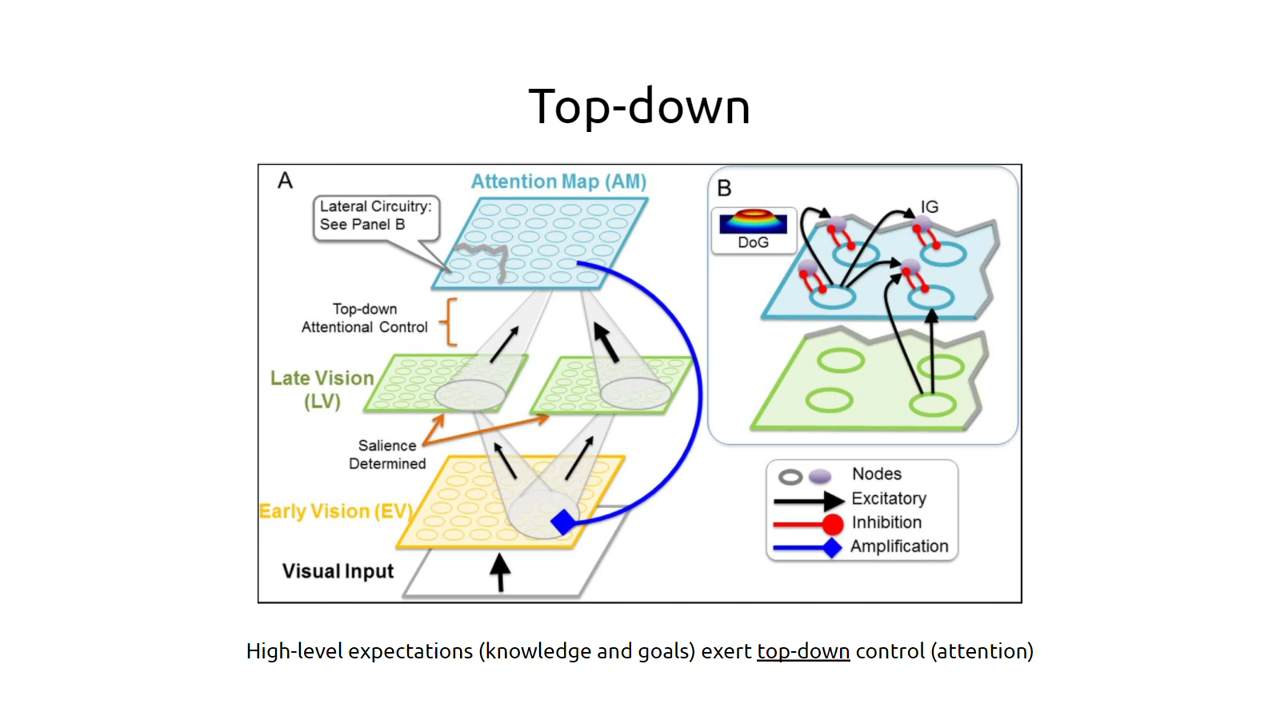 Top-down
A
Attention Map (AM)
Lateral Circuitry:
See Panel B
Top-down
Attentional Control
Late Vision
(LV)
Salience
Determined
Early Vision (EV)
Visual Input
B
IG
DoG
Nodes
Excitatory
Inhibition
Amplification
High-level expectations (knowledge and goals) exert top-down control (attention)